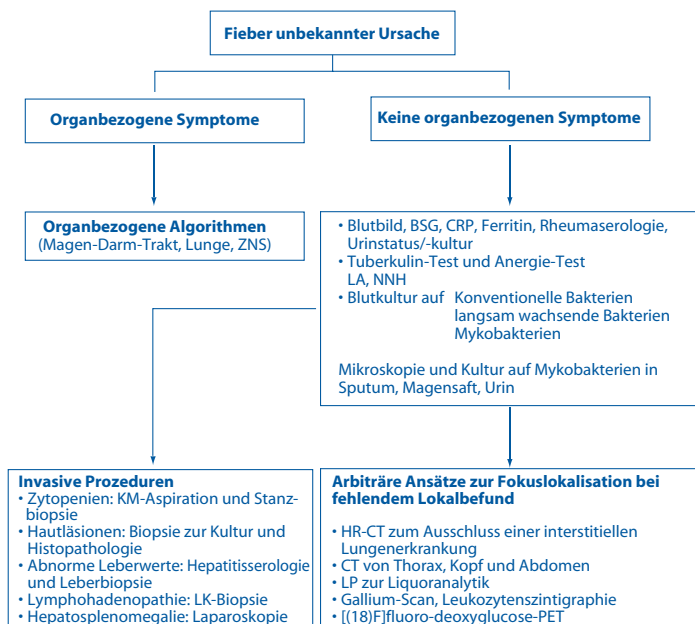 Fieber unbekannter Ursache
Organbezogene Symptome
Keine organbezogenen Symptome
Organbezogene Algorithmen
(Magen-Darm-Trakt, Lunge, ZNS)
• Blutbild, BSG, CRP, Ferritin, Rheumaserologie,
Urinstatus/-kultur
• Tuberkulin-Test und Anergie-Test
LA, NNH
• Blutkultur auf Konventionelle Bakterien
langsam wachsende Bakterien
Mykobakterien
Mikroskopie und Kultur auf Mykobakterien in
Sputum, Magensaft, Urin
Invasive Prozeduren
• Zytopenien: KM-Aspiration und Stanz-
biopsie
• Hautläsionen: Biopsie zur Kultur und
Histopathologie
• Abnorme Leberwerte: Hepatitisserologie
und Leberbiopsie
• Lymphohadenopathie: LK-Biopsie
• Hepatosplenomegalie: Laparoskopie
Arbiträre Ansätze zur Fokuslokalisation bei
fehlendem Lokalbefund
• HR-CT zum Ausschluss einer interstitiellen
Lungenerkrankung
• CT von Thorax, Kopf und Abdomen
• LP zur Liquoranalytik
• Gallium-Scan, Leukozytenszintigraphie
• [(18)F]fluoro-deoxyglucose-PET